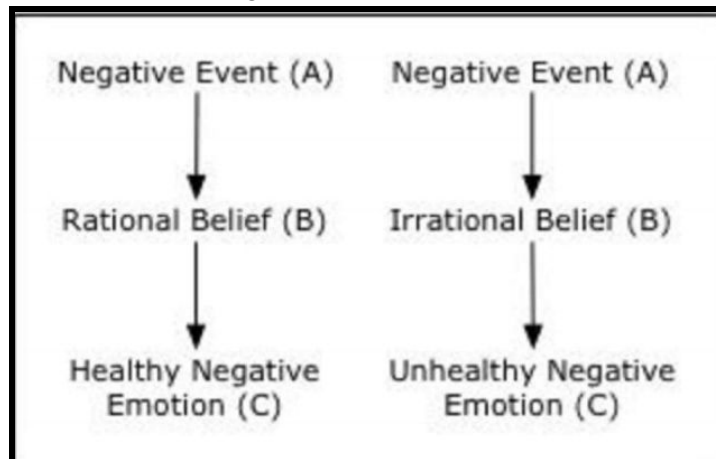 Negative Event (A)
Rational Belief (B)
Healthy Negative
Emotion (C)
Negative Event (A)
Irrational Belief (B)
Unhealthy Negative
Emotion (C)